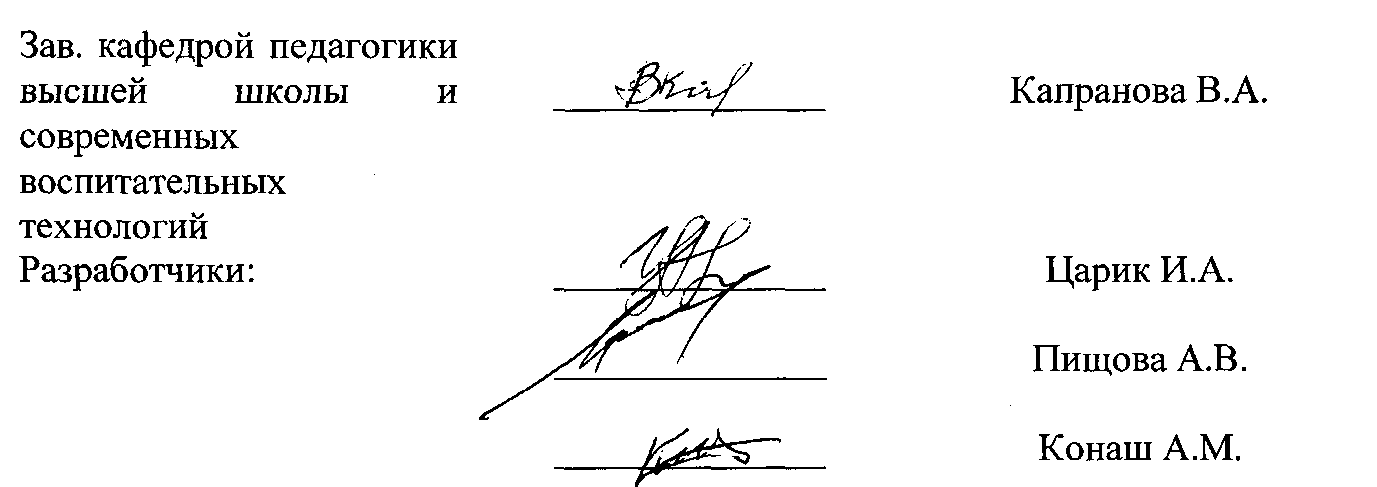 Зав. кафедрой педагогики
высшей школы и
современных
воспитательных
технологий
Капранова В.А.
Разработчики:
Царик И.А.
Пищова А.В.
Конаш А.М.